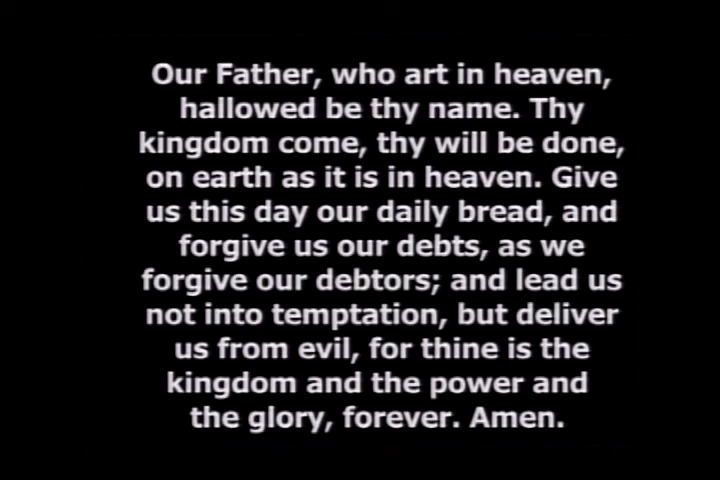 Our Father, who art in heaven,
hallowed be thy name. Thy
kingdom come, thy will be done,
on earth as it is in heaven. Give
us this day our daily bread, and
forgive us our debts, as we
forgive our debtors; and lead us
not into temptation, but deliver
us from evil, for thine is the
kingdom and the power and
the glory, forever. Amen.